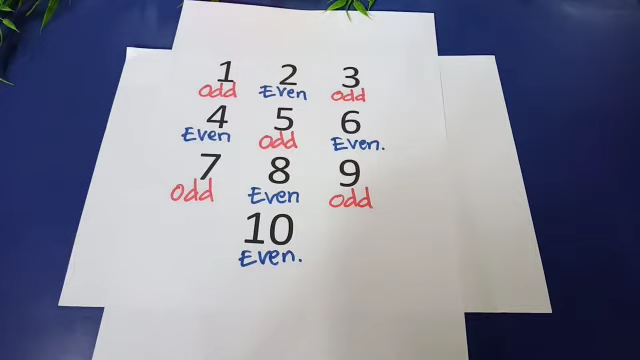 1 2 3
Odd Even Odd
4 5 6
Even Odd Even.
7 8 9
Odd Even Odd
10
Even.